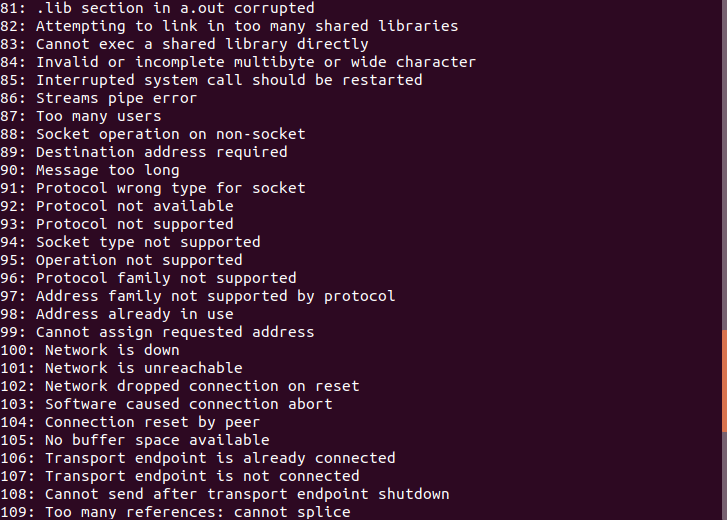 81: .lib section in a.out corrupted
82: Attempting to link in too many shared libraries
83: Cannot exec a shared library directly
84: Invalid or incomplete multibyte or wide character
85: Interrupted system call should be restarted
86: Streams pipe error
87: Too many users
88: Socket operation on non-socket
89: Destination address required
90: Message too long
91: Protocol wrong type for socket
92: Protocol not available
93: Protocol not supported
94: Socket type not supported
95: Operation not supported
96: Protocol family not supported
97: Address family not supported by protocol
98: Address already in use
99: Cannot assign requested address
100: Network is down
101: Network is unreachable
102: Network dropped connection on reset
103: Software caused connection abort
104: Connection reset by peer
105: No buffer space available
106: Transport endpoint is already connected
107: Transport endpoint is not connected
108: Cannot send after transport endpoint shutdown
109: Too many references: cannot splice